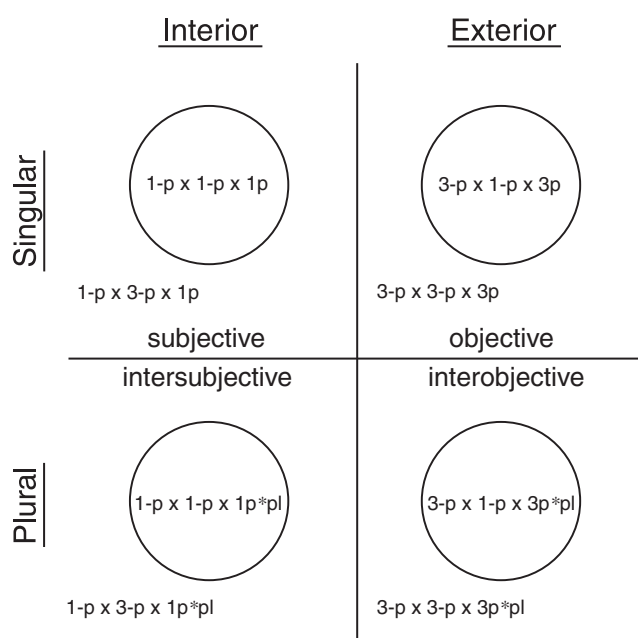 Interior
Exterior
Singular
1-p x 1-p x 1p
3-p x 1-p x 3p
1-p x 3-p x 1p
3-p x 3-p x 3p
subjective
objective
intersubjective
interobjective
Plural
1-p x 1-p x 1p*pl
3-p x 1-p x 3p*pl
1-p x 3-p x 1p*pl
3-p x 3-p x 3p*pl